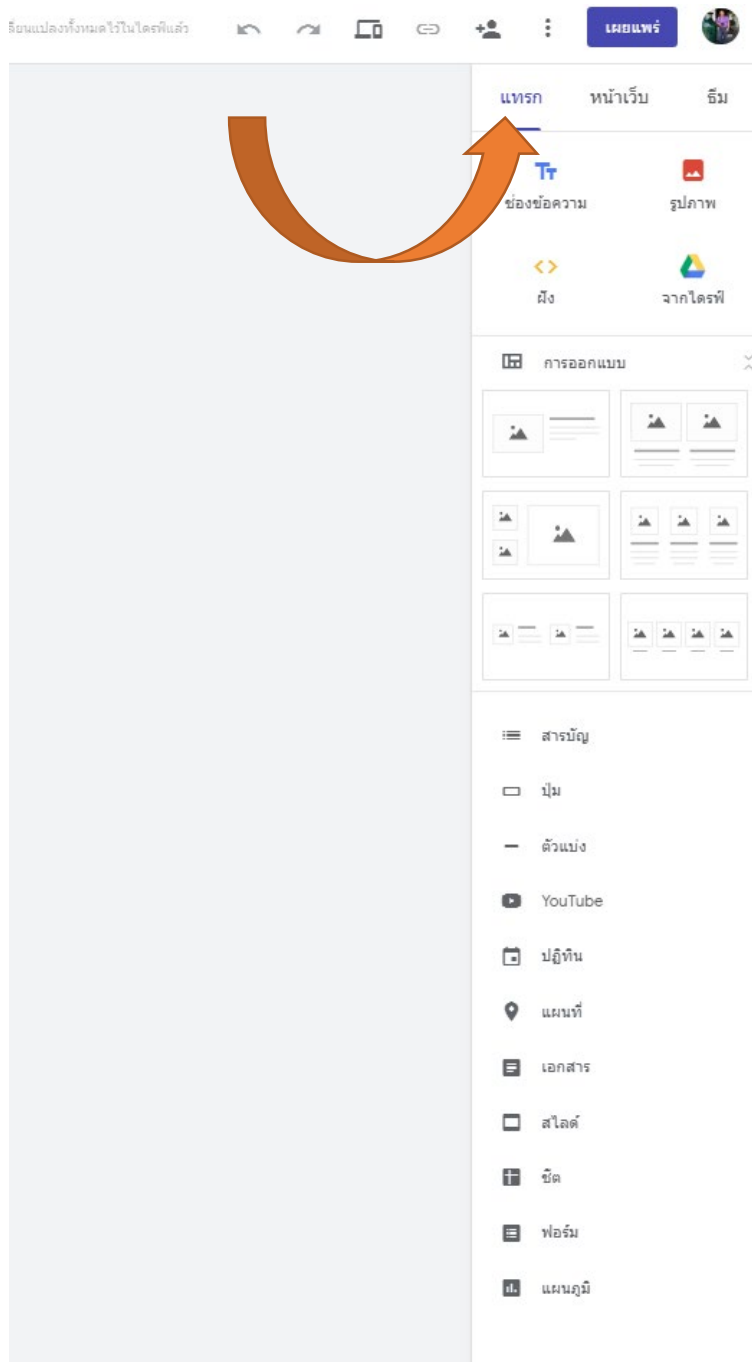 ลี่ยนแปลงทั้งหมดไว้ในไดรฟ์แล้ว
เผยแพร่
แทรก หน้าเว็บ ธีม
ช่องข้อความ รูปภาพ
ฝัง จากไดรฟ์
การออกแบบ
สารบัญ
ปุ่ม
ตัวแบ่ง
YouTube
ปฏิทิน
แผนที่
เอกสาร
สไลด์
ชีต
ฟอร์ม
แผนภูมิ